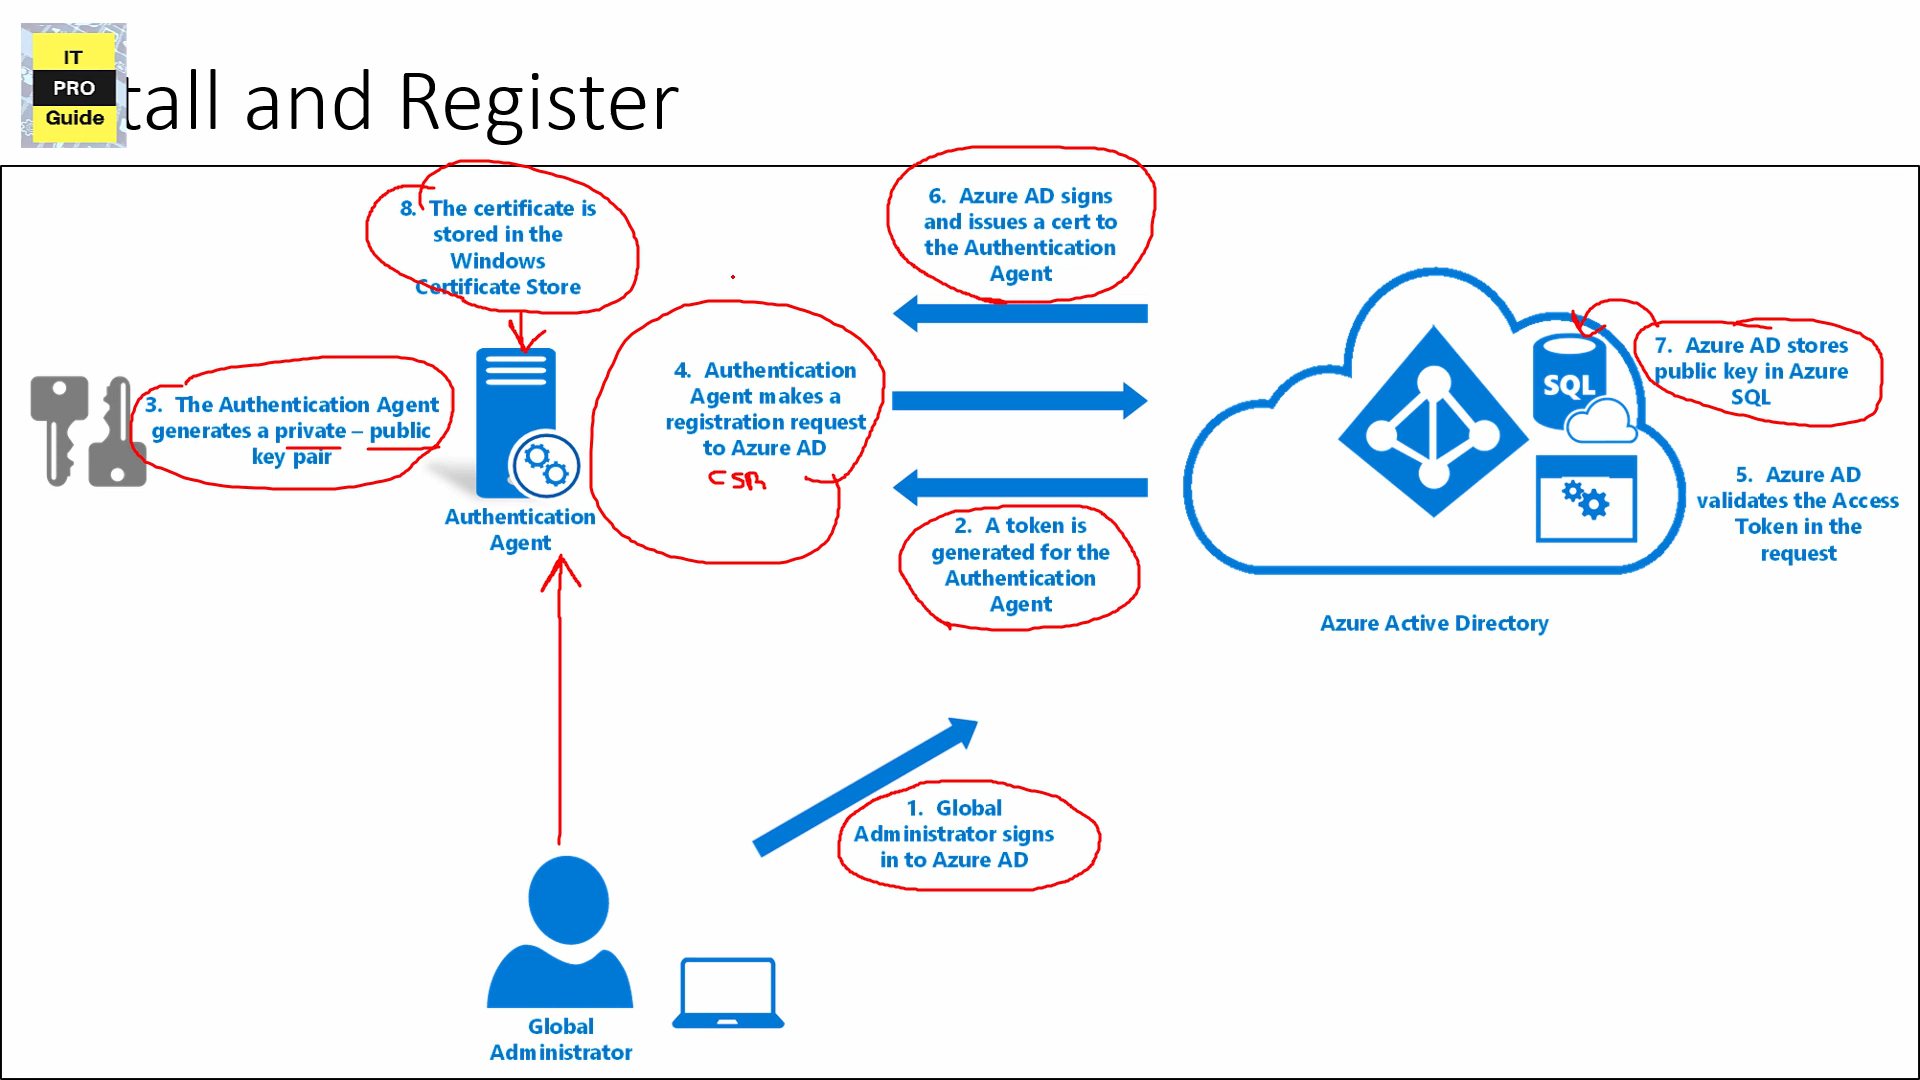 IT
PRO
Guide
tall and Register
8. The certificate is
stored in the
Windows
Certificate Store
6. Azure AD signs
and issues a cert to
the Authentication
Agent
3. The Authentication Agent
generates a private – public
key pair
4. Authentication
Agent makes a
registration request
to Azure AD
CSR
SQL
7. Azure AD stores
public key in Azure
SQL
5. Azure AD
validates the Access
Token in the
request
Authentication
Agent
2. A token is
generated for the
Authentication
Agent
Azure Active Directory
1. Global
Administrator signs
in to Azure AD
Global
Administrator